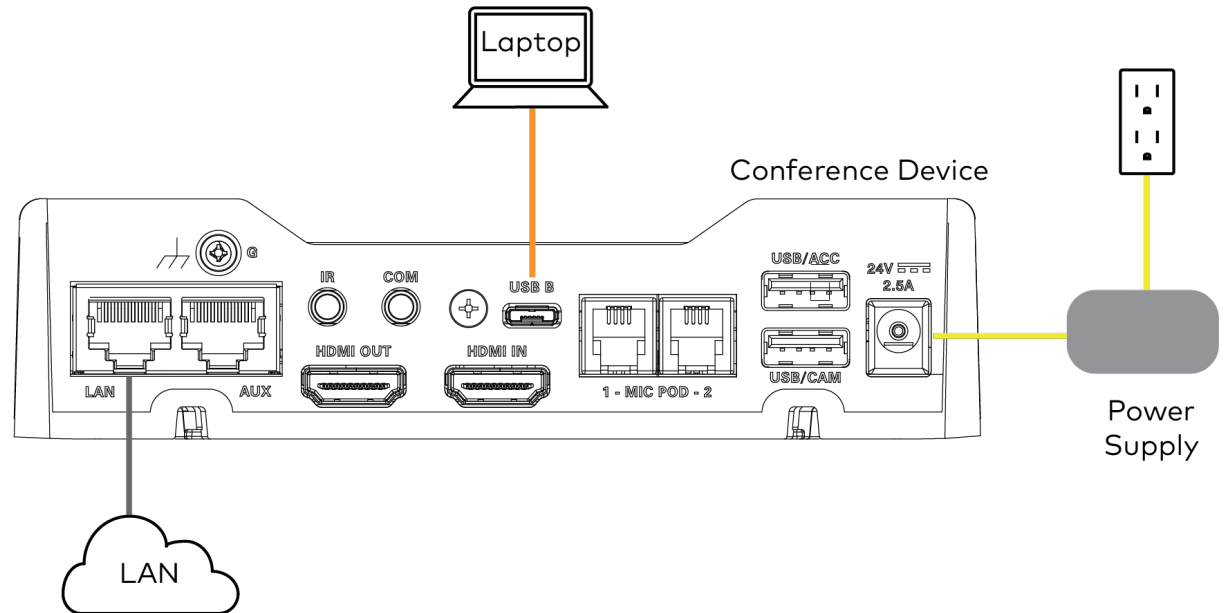 Laptop
Conference Device
G
IR
COM
USB B
USB/ACC
24V
2.5A
HDMI OUT
HDMI IN
USB/CAM
LAN
AUX
1 - MIC POD - 2
Power
Supply
LAN